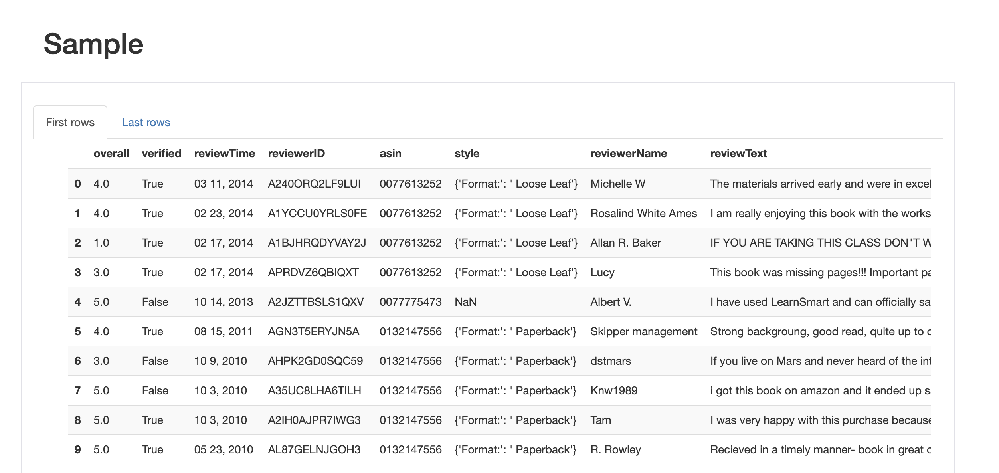 Sample
First rows Last rows
overall verified reviewTime reviewerID asin style reviewerName reviewText
0 4.0 True 03 11, 2014 A240ORQ2LF9LUI 0077613252 {'Format:': ' Loose Leaf'} Michelle W The materials arrived early and were in excel
1 4.0 True 02 23, 2014 A1YCCU0YRLS0FE 0077613252 {'Format:': ' Loose Leaf'} Rosalind White Ames I am really enjoying this book with the works
2 1.0 True 02 17, 2014 A1BJHRQDYVAY2J 0077613252 {'Format:': ' Loose Leaf'} Allan R. Baker IF YOU ARE TAKING THIS CLASS DON"T W
3 3.0 True 02 17, 2014 APRDVZ6QBIQXT 0077613252 {'Format:': ' Loose Leaf'} Lucy This book was missing pages!!! Important pa
4 5.0 False 10 14, 2013 A2JZTTBSLS1QXV 0077775473 NaN Albert V. I have used LearnSmart and can officially sa
5 4.0 True 08 15, 2011 AGN3T5ERYJN5A 0132147556 {'Format:': ' Paperback'} Skipper management Strong backgroung, good read, quite up to
6 3.0 False 10 9, 2010 AHPK2GD0SQC59 0132147556 {'Format:': ' Paperback'} dstmars If you live on Mars and never heard of the int
7 5.0 False 10 3, 2010 A35UC8LHA6TILH 0132147556 {'Format:': ' Paperback'} Knw1989 i got this book on amazon and it ended up s
8 5.0 True 10 3, 2010 A2IH0AJPR7IWG3 0132147556 {'Format:': ' Paperback'} Tam I was very happy with this purchase because
9 5.0 True 05 23, 2010 AL87GELNJGOH3 0132147556 {'Format:': ' Paperback'} R. Rowley Recieved in a timely manner- book in great